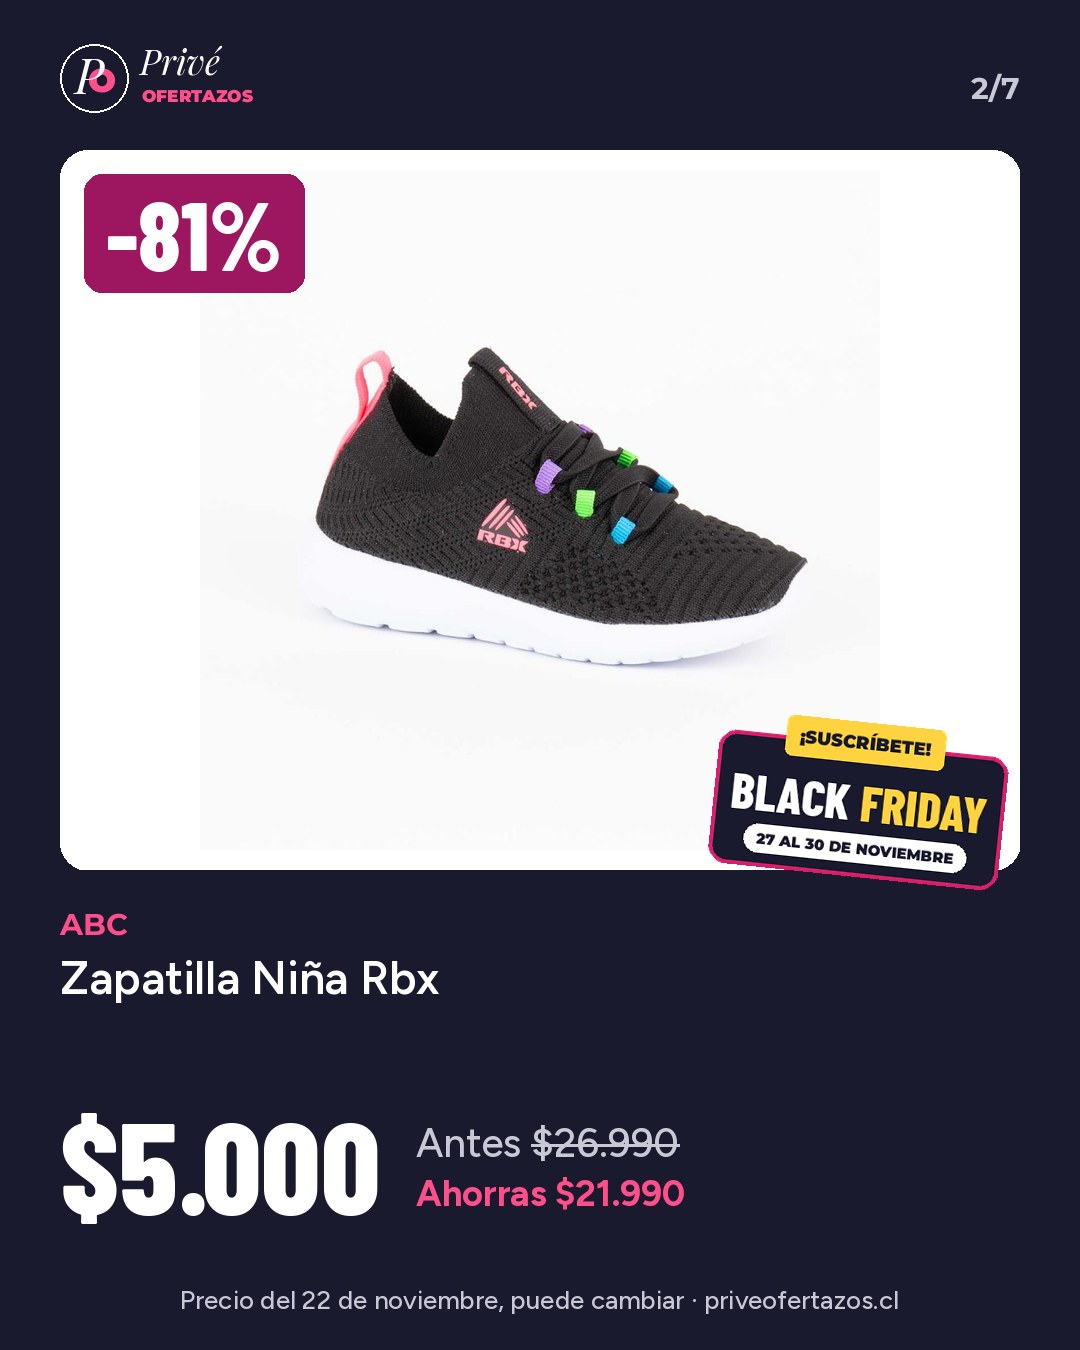 Privé
OFERTAZOS
2/7
-81%
RBX
RBX
¡SUSCRÍBETE!
BLACK FRIDAY
27 AL 30 DE NOVIEMBRE
ABC
Zapatilla Niña Rbx
$5.000
Antes $26.990
Ahorras $21.990
Precio del 22 de noviembre, puede cambiar · priveofertazos.cl